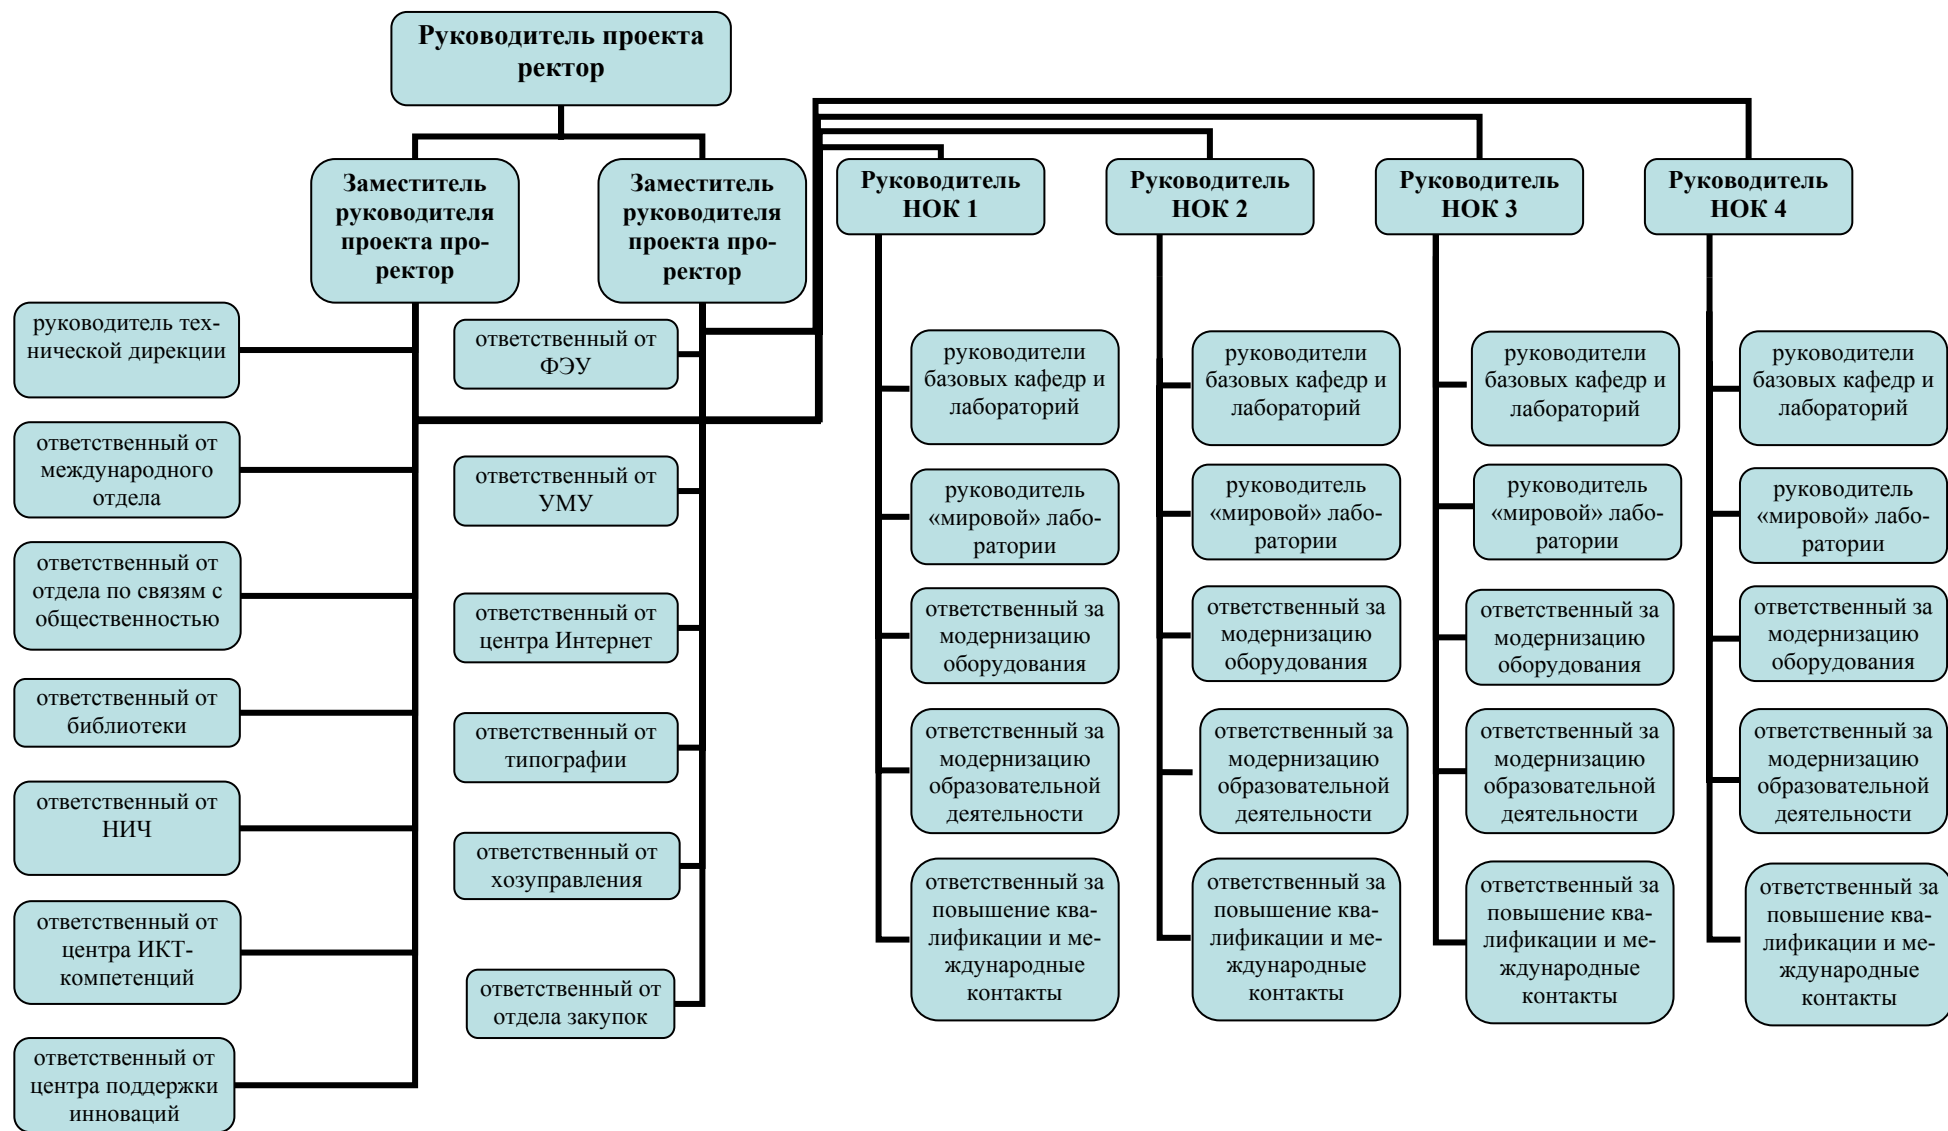 Руководитель проекта
ректор
Заместитель
руководителя
проекта про-
ректор
Заместитель
руководителя
проекта про-
ректор
Руководитель
НОК 1
Руководитель
НОК 2
Руководитель
НОК 3
Руководитель
НОК 4
руководитель тех-
нической дирекции
ответственный от
международного
отдела
ответственный от
отдела по связям с
общественностью
ответственный от
библиотеки
ответственный от
НИЧ
ответственный от
центра ИКТ-
компетенций
ответственный от
центра поддержки
инноваций
ответственный от
ФЭУ
ответственный от
УМУ
ответственный от
центра Интернет
ответственный от
типографии
ответственный от
хозуправления
ответственный от
отдела закупок
руководители
базовых кафедр и
лабораторий
руководитель
«мировой» лабо-
ратории
ответственный за
модернизацию
оборудования
ответственный за
модернизацию
образовательной
деятельности
ответственный за
повышение ква-
лификации и ме-
ждународные
контакты
руководители
базовых кафедр и
лабораторий
руководитель
«мировой» лабо-
ратории
ответственный за
модернизацию
оборудования
ответственный за
модернизацию
образовательной
деятельности
ответственный за
повышение ква-
лификации и ме-
ждународные
контакты
руководители
базовых кафедр и
лабораторий
руководитель
«мировой» лабо-
ратории
ответственный за
модернизацию
оборудования
ответственный за
модернизацию
образовательной
деятельности
ответственный за
повышение ква-
лификации и ме-
ждународные
контакты
руководители
базовых кафедр и
лабораторий
руководитель
«мировой» лабо-
ратории
ответственный за
модернизацию
оборудования
ответственный за
модернизацию
образовательной
деятельности
ответственный за
повышение ква-
лификации и ме-
ждународные
контакты